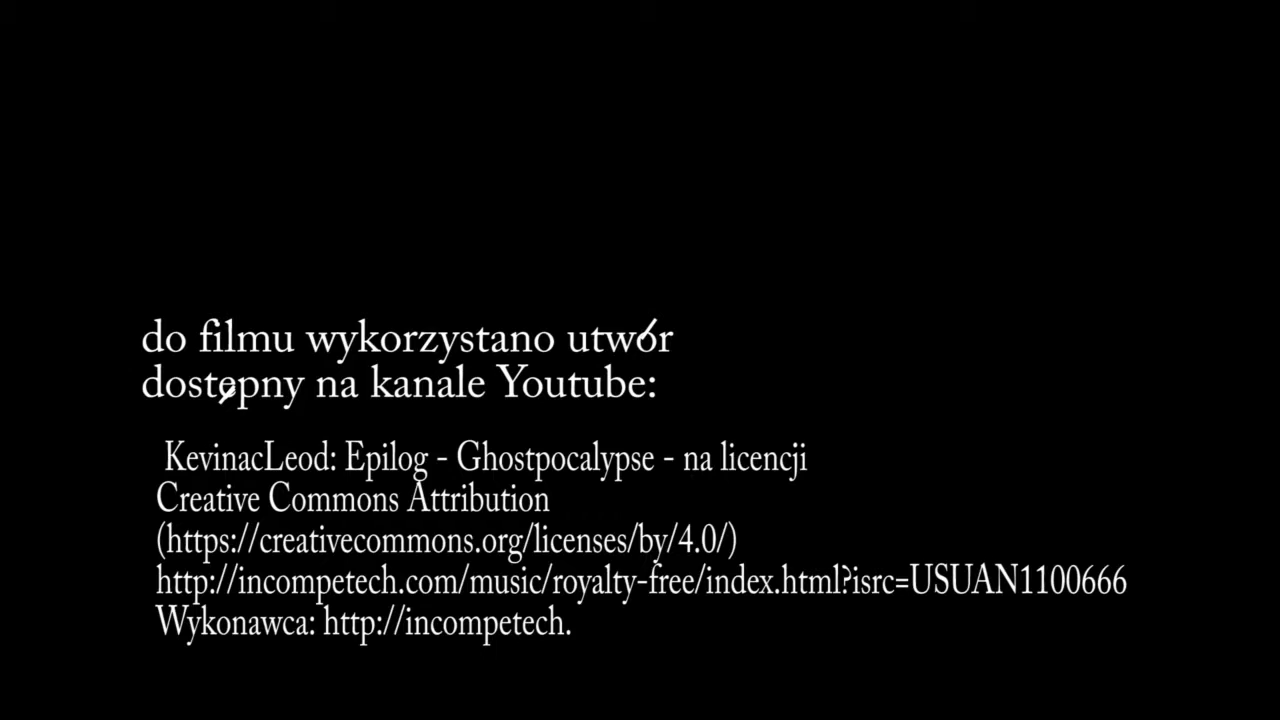 do filmu wykorzystano utwór
dostępny na kanale Youtube:
KevinacLeod: Epilog - Ghostpocalypse - na licencji
Creative Commons Attribution
(https://creativecommons.org/licenses/by/4.0/)
http://incompetech.com/music/royalty-free/index.html?isrc=USUAN1100666
Wykonawca: http://incompetech.